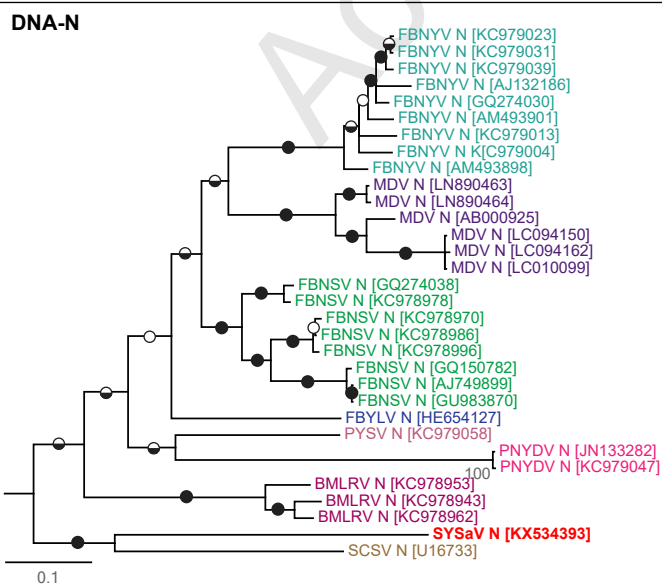 DNA-N
FBNYV N [KC979023]
FBNYV N [KC979031]
FBNYV N [KC979039]
FBNYV N [AJ132186]
FBNYV N [GQ274030]
FBNYV N [AM493901]
FBNYV N [KC979013]
FBNYV N K[C979004]
FBNYV N [AM493898]
MDV N [LN890463]
MDV N [LN890464]
MDV N [AB000925]
MDV N [LC094150]
MDV N [LC094162]
MDV N [LC010099]
FBNSV N [GQ274038]
FBNSV N [KC978978]
FBNSV N [KC978970]
FBNSV N [KC978986]
FBNSV N [KC978996]
FBNSV N [GQ150782]
FBNSV N [AJ749899]
FBNSV N [GU983870]
FBYLV N [HE654127]
PYSV N [KC979058]
PNYDV N [JN133282]
100 PNYDV N [KC979047]
BMLRV N [KC978953]
BMLRV N [KC978943]
BMLRV N [KC978962]
SYSaV N [KX534393]
SCSV N [U16733]
0.1